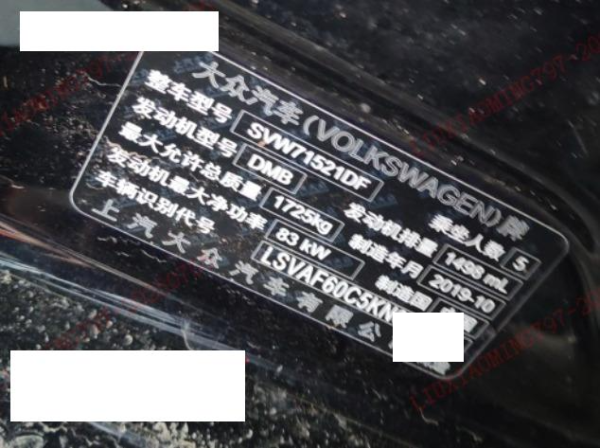 大众汽车(VOLKSWAGEN)牌
整车型号 SVW71521DF 乘坐人数 5
发动机型号 DMB 发动机排量 1498 mL
最大允许总质量 1725kg 制造年月 2019-10
发动机最大净功率 83 kW 制造国
车辆识别代号 LSVAF60C5KN
上汽大众汽车有限公